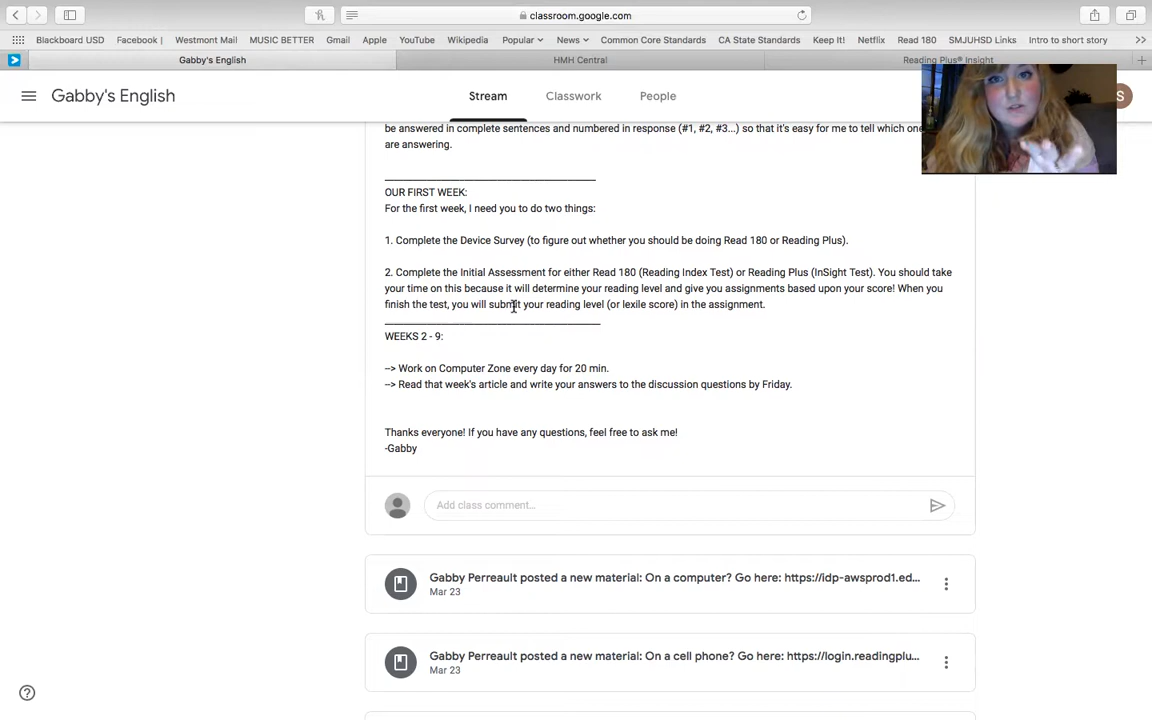 classroom.google.com
Blackboard USD Facebook | Westmont Mail MUSIC BETTER Gmail Apple YouTube Wikipedia Popular News Common Core Standards CA State Standards Keep It! Netflix Read 180 SMJUHSD Links Intro to short story
Gabby's English HMH Central Reading Plus® Insight
Gabby's English Stream Classwork People S
be answered in complete sentences and numbered in response (#1, #2, #3...) so that it's easy for me to tell which one
are answering.
OUR FIRST WEEK:
For the first week, I need you to do two things:
1. Complete the Device Survey (to figure out whether you should be doing Read 180 or Reading Plus).
2. Complete the Initial Assessment for either Read 180 (Reading Index Test) or Reading Plus (InSight Test). You should take
your time on this because it will determine your reading level and give you assignments based upon your score! When you
finish the test, you will submit your reading level (or lexile score) in the assignment.
WEEKS 2 - 9:
--> Work on Computer Zone every day for 20 min.
--> Read that week's article and write your answers to the discussion questions by Friday.
Thanks everyone! If you have any questions, feel free to ask me!
-Gabby
Add class comment...
Gabby Perreault posted a new material: On a computer? Go here: https://idp-awsprod1.ed...
Mar 23
Gabby Perreault posted a new material: On a cell phone? Go here: https://login.readingplu...
Mar 23